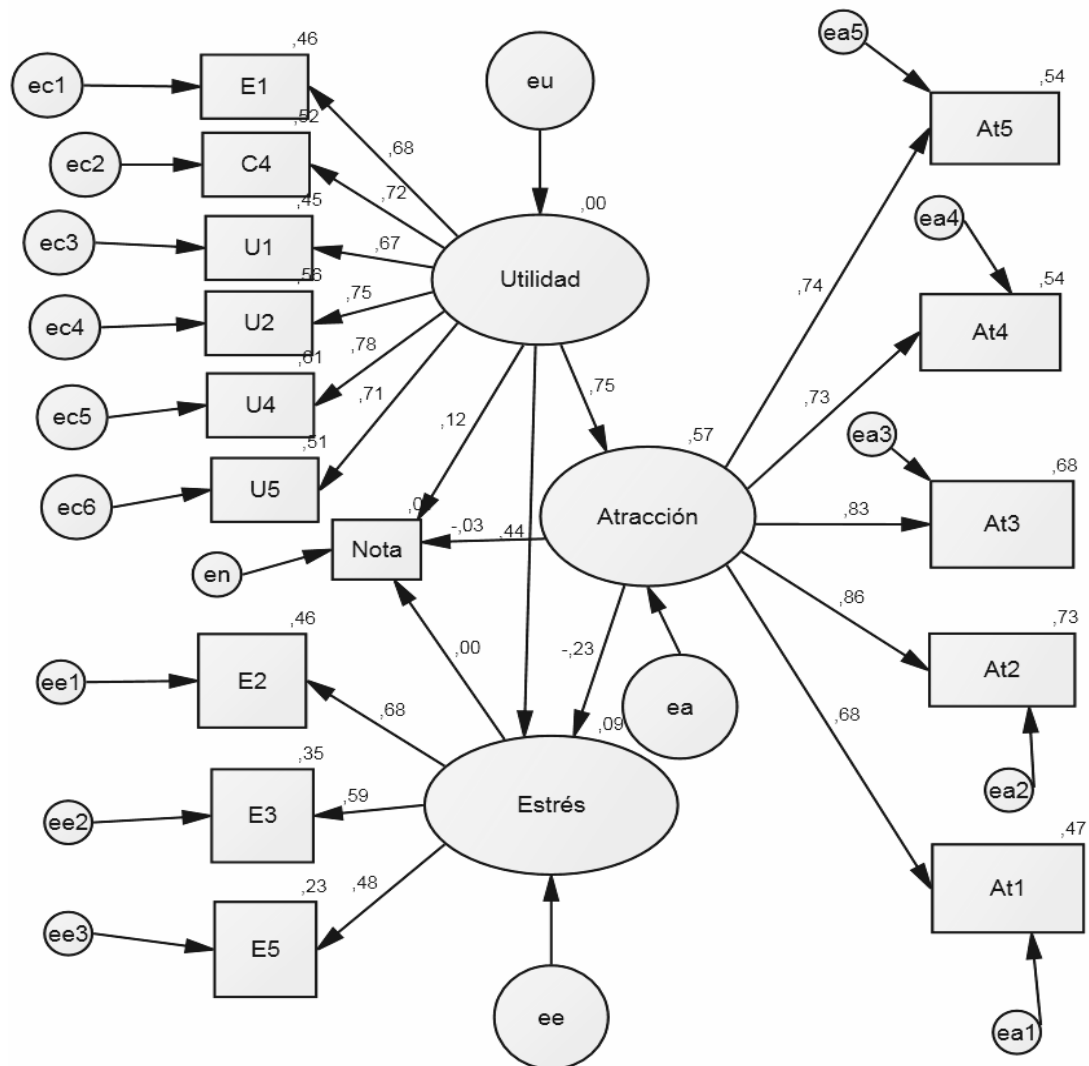 ,46
ec1
E1
,52
ec2
C4
,45
ec3
U1
,56
ec4
U2
,61
ec5
U4
,51
ec6
U5
,68
,72
,67
,75
,78
,71
eu
,00
Utilidad
,12
,44
,75
,57
Atracción
-,03
Nota
en
,00
-,23
ea
,09
Estrés
ee
,46
ee1
E2
,68
,35
ee2
E3
,59
,23
ee3
E5
,48
ea5
,54
At5
,74
ea4
,54
At4
,73
ea3
,68
At3
,83
,73
At2
,86
ea2
,47
At1
,68
ea1